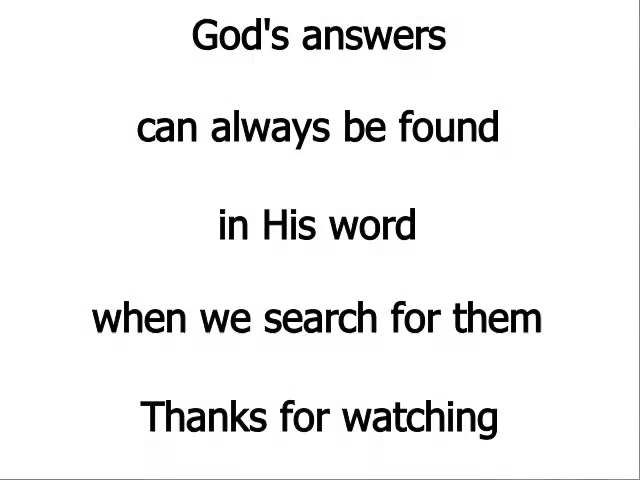 God's answers
can always be found
in His word
when we search for them
Thanks for watching